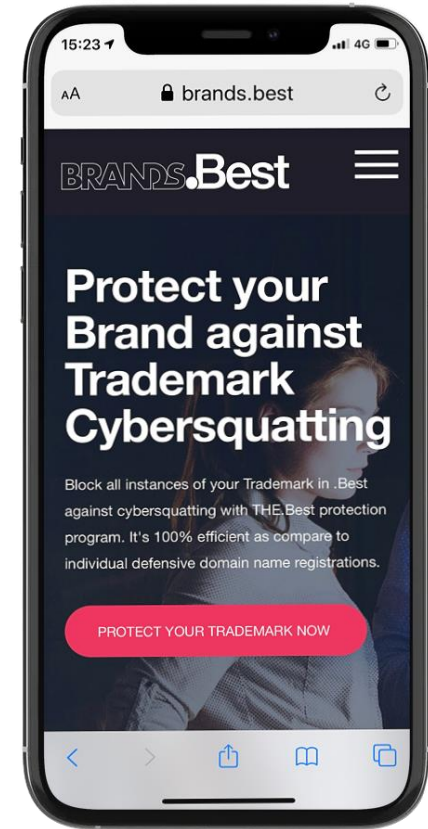 15:23
4G
AA
brands.best
BRANDS.Best
Protect your
Brand against
Trademark
Cybersquatting
Block all instances of your Trademark in .Best
against cybersquatting with THE.Best protection
program. It's 100% efficient as compare to
individual defensive domain name registrations.
PROTECT YOUR TRADEMARK NOW